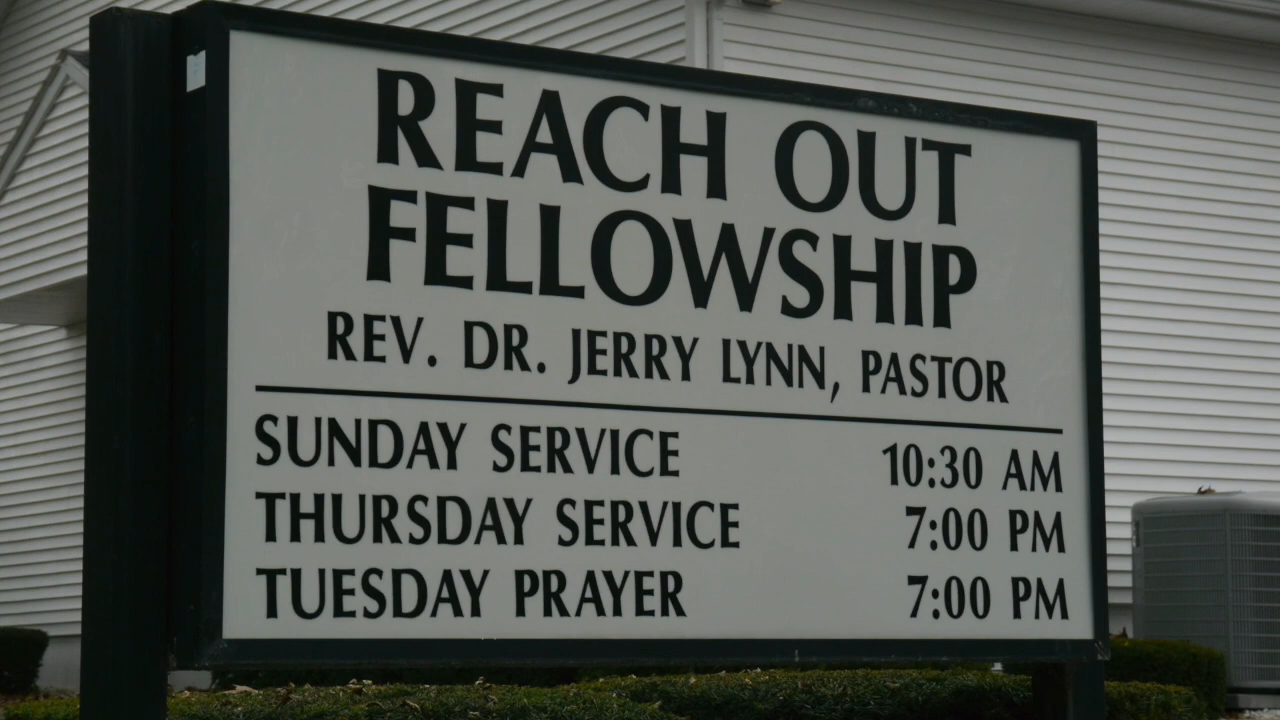 REACH OUT
FELLOWSHIP
REV. DR. JERRY LYNN, PASTOR
SUNDAY SERVICE 10:30 AM
THURSDAY SERVICE 7:00 PM
TUESDAY PRAYER 7:00 PM